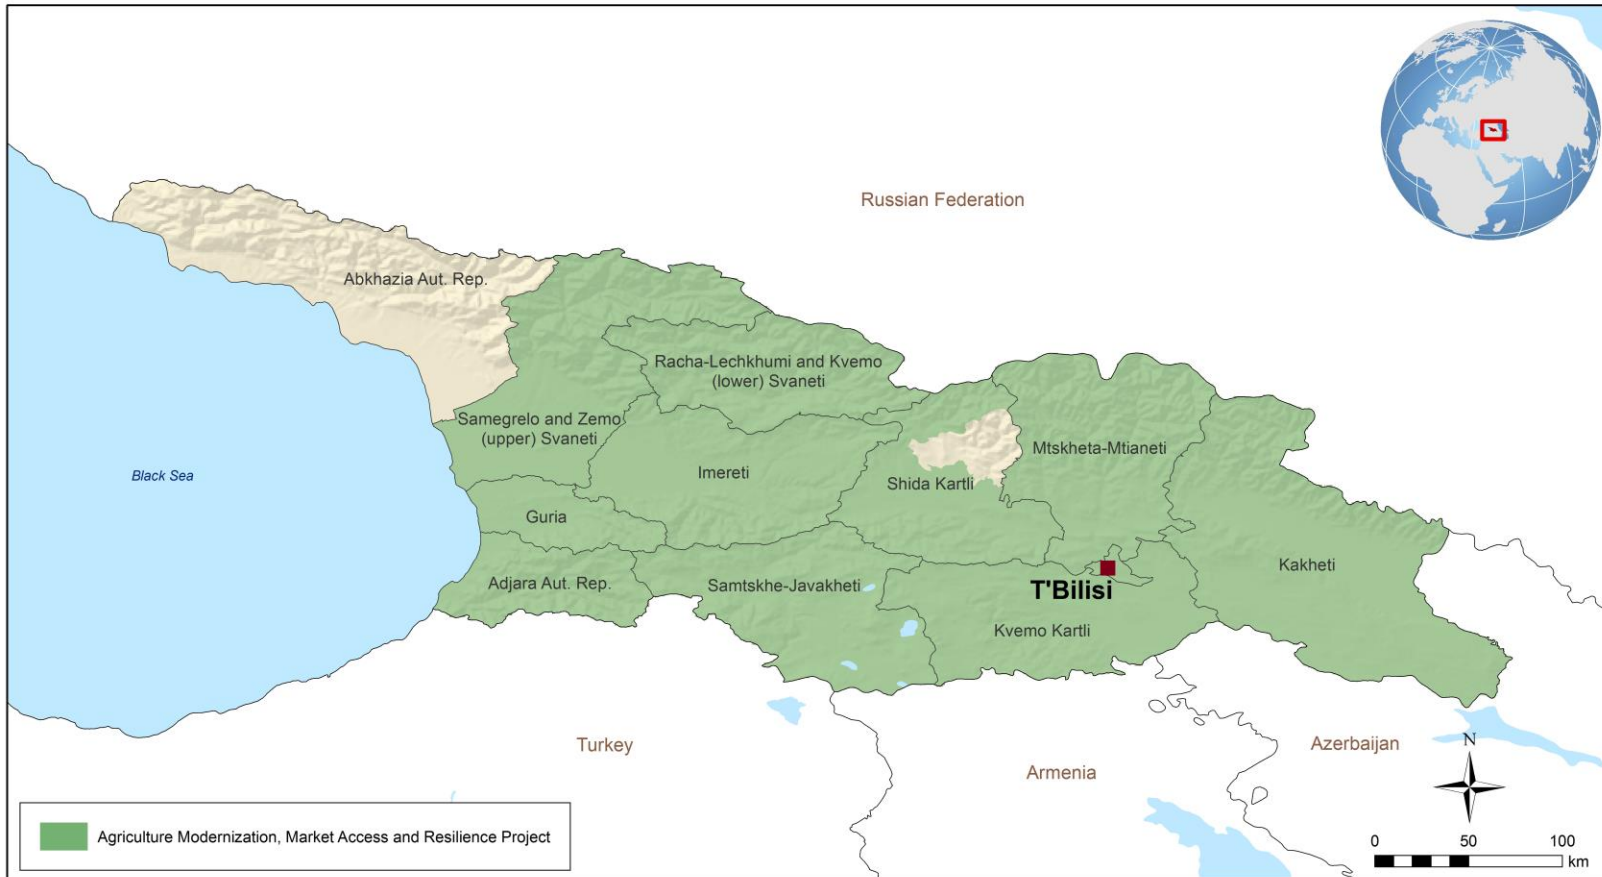 Russian Federation
Abkhazia Aut. Rep.
Racha-Lechkhumi and Kvemo
(lower) Svaneti
Samegrelo and Zemo
(upper) Svaneti
Mtskheta-Mtianeti
Black Sea
Imereti
Shida Kartli
Guria
Kakheti
Adjara Aut. Rep.
Samtskhe-Javakheti
T'Bilisi
Kvemo Kartli
Turkey
Armenia
Azerbaijan
N
Agriculture Modernization, Market Access and Resilience Project
0 50 100
km